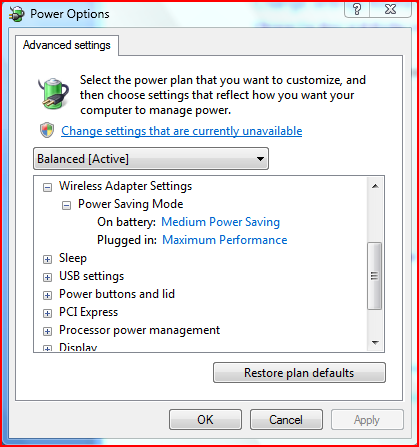 Power Options
Advanced settings
Select the power plan that you want to customize, and
then choose settings that reflect how you want your
computer to manage power.
Change settings that are currently unavailable
Balanced [Active]
Wireless Adapter Settings
Power Saving Mode
On battery: Medium Power Saving
Plugged in: Maximum Performance
Sleep
USB settings
Power buttons and lid
PCI Express
Processor power management
Display
Restore plan defaults
OK Cancel Apply